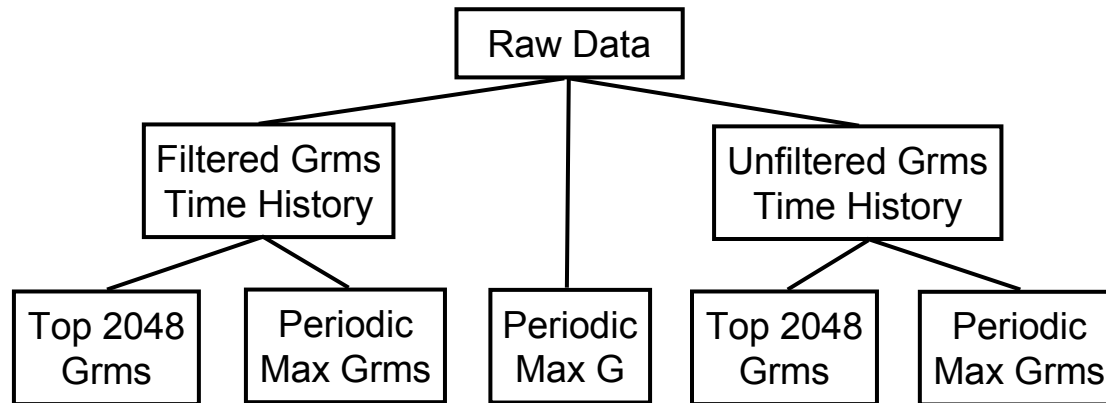 Raw Data
Filtered Grms
Time History
Unfiltered Grms
Time History
Top 2048
Grms
Periodic
Max Grms
Periodic
Max G
Top 2048
Grms
Periodic
Max Grms